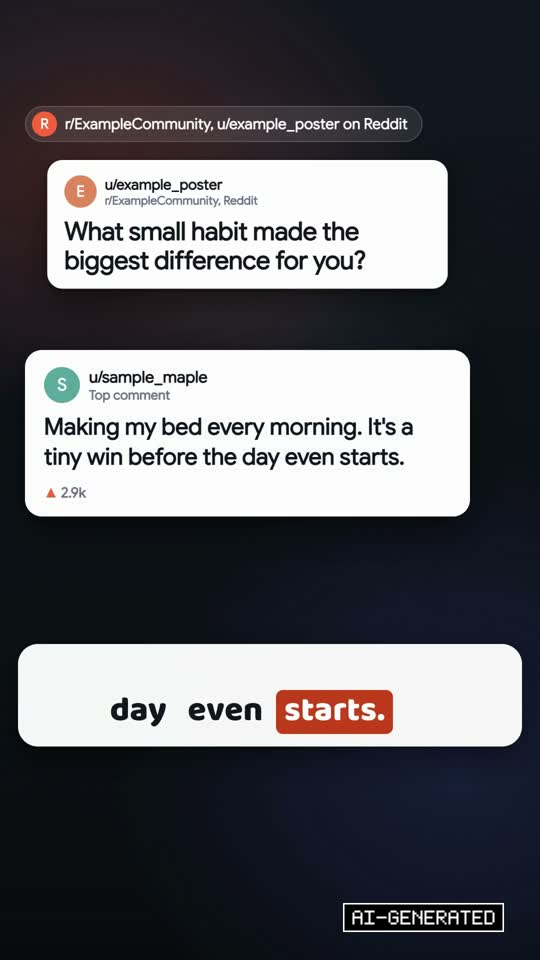 R r/ExampleCommunity, u/example_poster on Reddit
E u/example_poster
r/ExampleCommunity, Reddit
What small habit made the
biggest difference for you?
S u/sample_maple
Top comment
Making my bed every morning. It's a
tiny win before the day even starts.
▲ 2.9k
day even starts.
AI-GENERATED